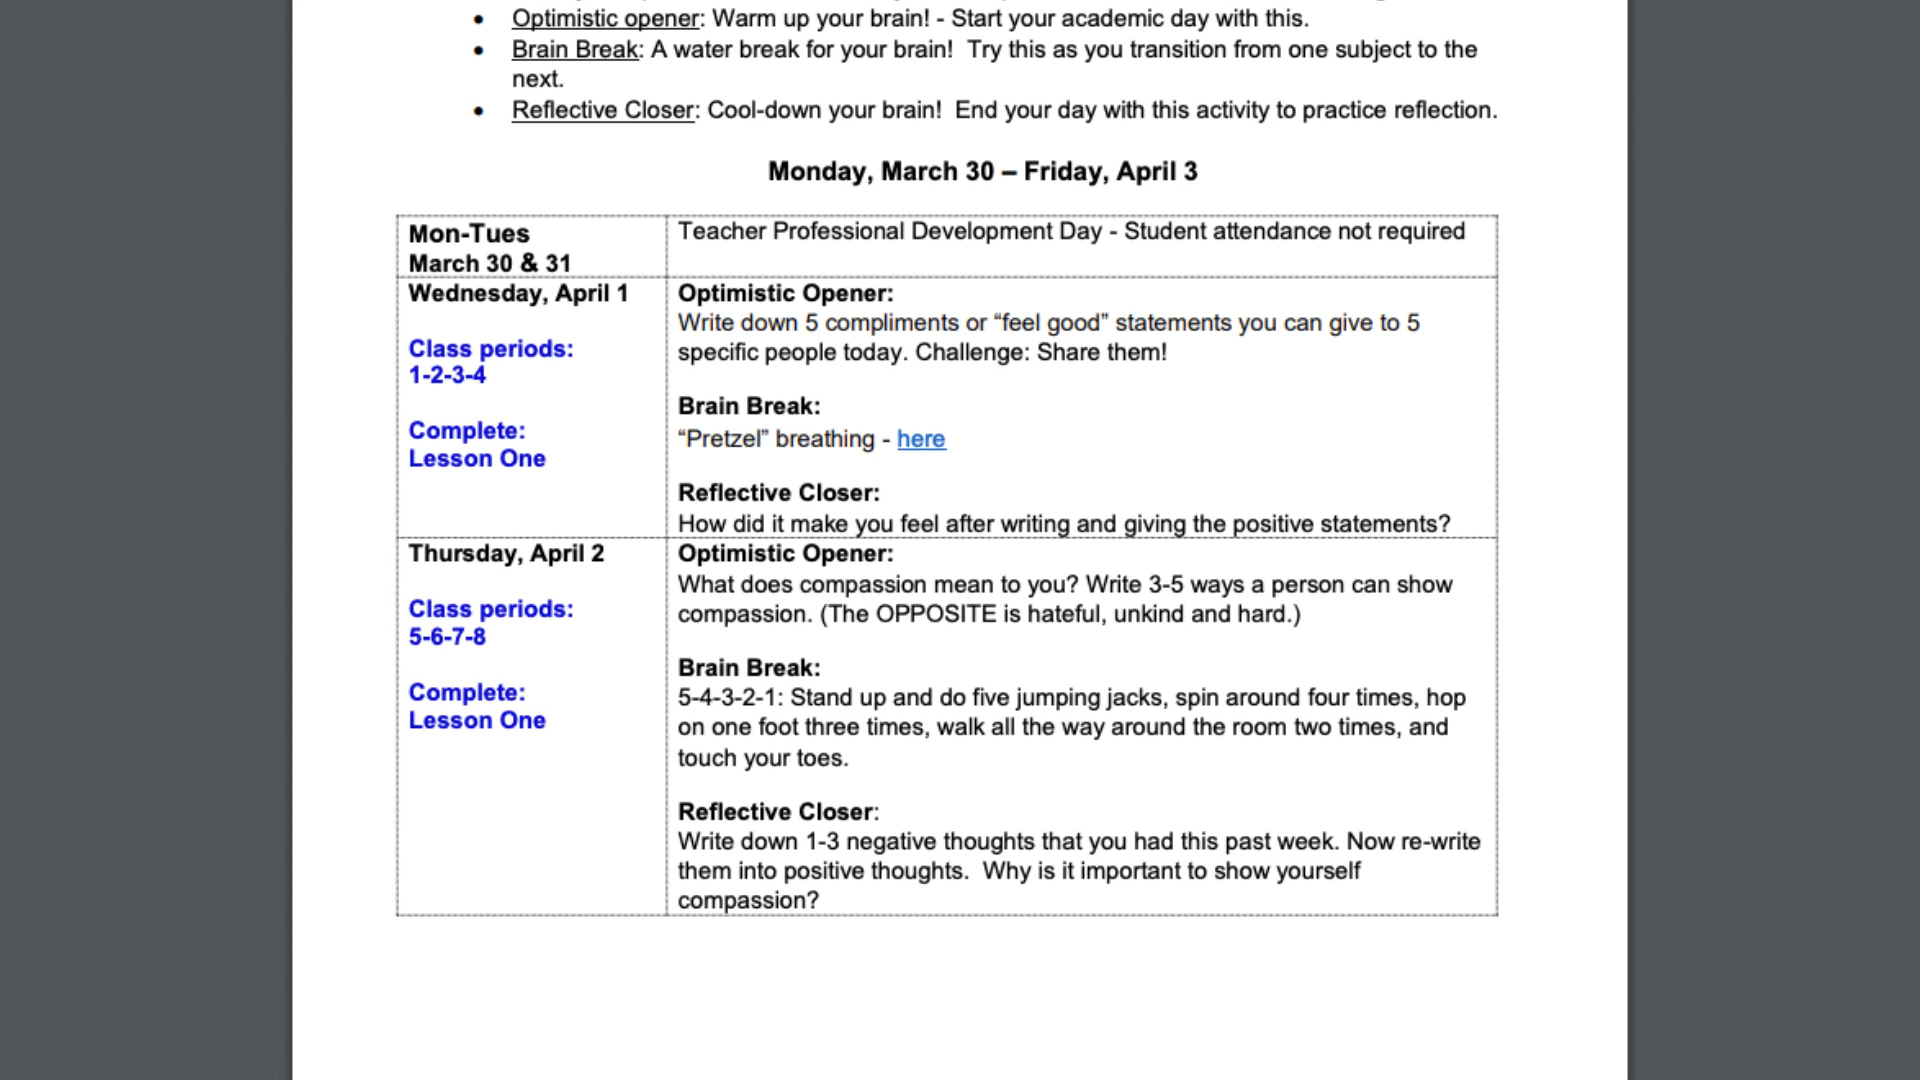 • Optimistic opener: Warm up your brain! - Start your academic day with this.
• Brain Break: A water break for your brain!  Try this as you transition from one subject to the
next.
• Reflective Closer: Cool-down your brain!  End your day with this activity to practice reflection.
Monday, March 30 – Friday, April 3
Mon-Tues
March 30 & 31
Teacher Professional Development Day - Student attendance not required
Wednesday, April 1
Class periods:
1-2-3-4
Complete:
Lesson One
Optimistic Opener:
Write down 5 compliments or “feel good” statements you can give to 5
specific people today. Challenge: Share them!
Brain Break:
“Pretzel” breathing - here
Reflective Closer:
How did it make you feel after writing and giving the positive statements?
Thursday, April 2
Class periods:
5-6-7-8
Complete:
Lesson One
Optimistic Opener:
What does compassion mean to you? Write 3-5 ways a person can show
compassion. (The OPPOSITE is hateful, unkind and hard.)
Brain Break:
5-4-3-2-1: Stand up and do five jumping jacks, spin around four times, hop
on one foot three times, walk all the way around the room two times, and
touch your toes.
Reflective Closer:
Write down 1-3 negative thoughts that you had this past week. Now re-write
them into positive thoughts.  Why is it important to show yourself
compassion?